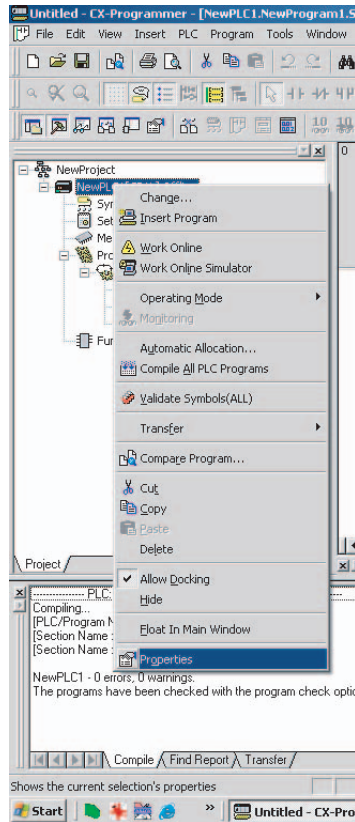 Untitled - CX-Programmer - [NewPLC1.NewProgram1.S
File Edit View Insert PLC Program Tools Window
NewProject
Change...
Insert Program
Work Online
Work Online Simulator
Operating Mode
Monitoring
Automatic Allocation...
Compile All PLC Programs
Validate Symbols(ALL)
Transfer
Compare Program...
Cut
Copy
Paste
Delete
Allow Docking
Hide
Float In Main Window
Properties
Project
PLC:
Compiling...
[PLC/Program N
[Section Name :
[Section Name :
NewPLC1 - 0 errors, 0 warnings.
The programs have been checked with the program check optio
Compile Find Report Transfer
Shows the current selection's properties
Start » Untitled - CX-Pro